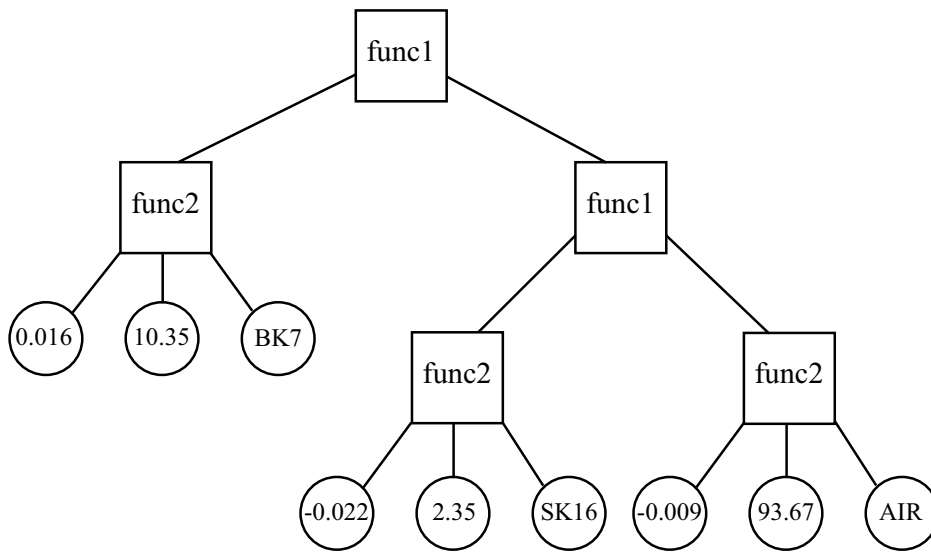 func1
func2
func1
0.016
10.35
BK7
func2
func2
-0.022
2.35
SK16
-0.009
93.67
AIR